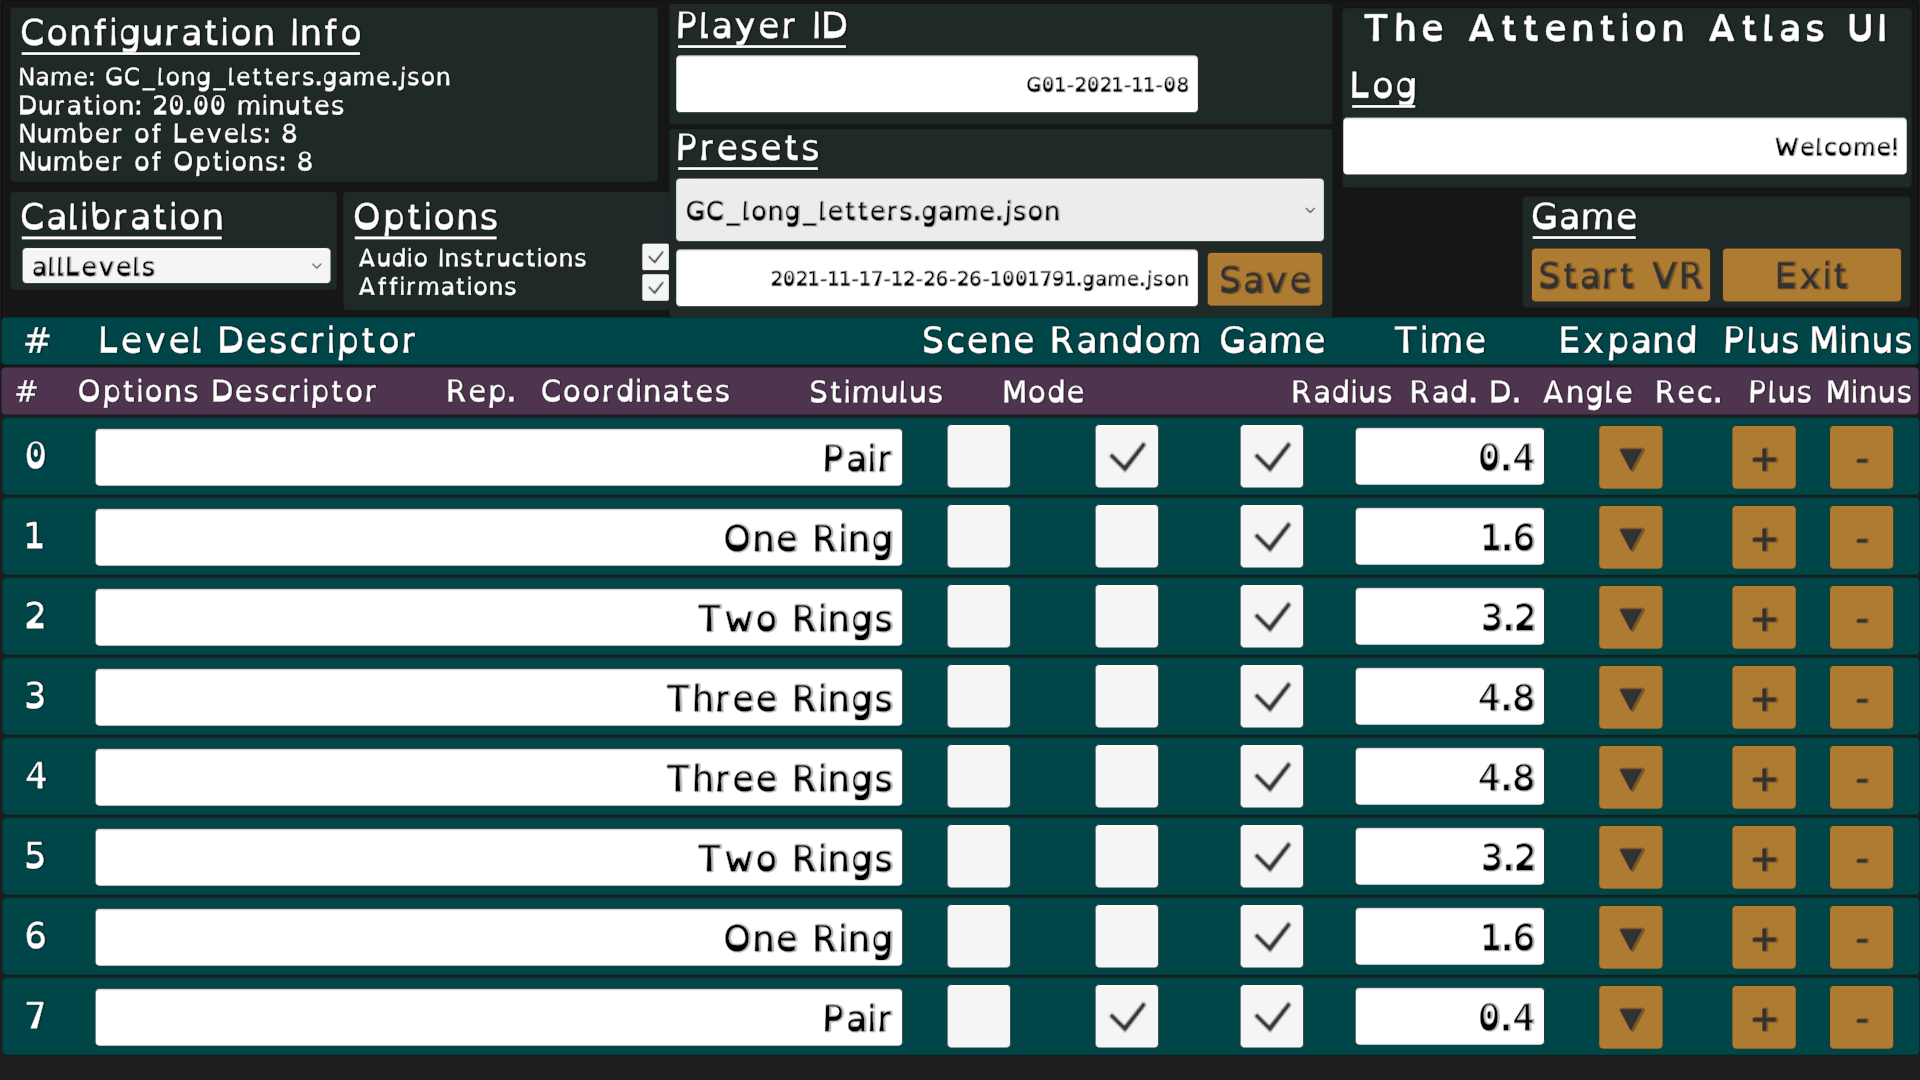 Configuration Info
Name: GC_long_letters.game.json
Duration: 20.00 minutes
Number of Levels: 8
Number of Options: 8
Calibration
allLevels
Options
Audio Instructions
Affirmations
Player ID
G01-2021-11-08
Presets
GC_long_letters.game.json
2021-11-17-12-26-26-1001791.game.json
Save
The Attention Atlas UI
Log
Welcome!
Game
Start VR Exit
# Level Descriptor Scene Random Game Time Expand Plus Minus
# Options Descriptor Rep. Coordinates Stimulus Mode Radius Rad. D. Angle Rec. Plus Minus
0 Pair 0.4 + -
1 One Ring 1.6 + -
2 Two Rings 3.2 + -
3 Three Rings 4.8 + -
4 Three Rings 4.8 + -
5 Two Rings 3.2 + -
6 One Ring 1.6 + -
7 Pair 0.4 + -